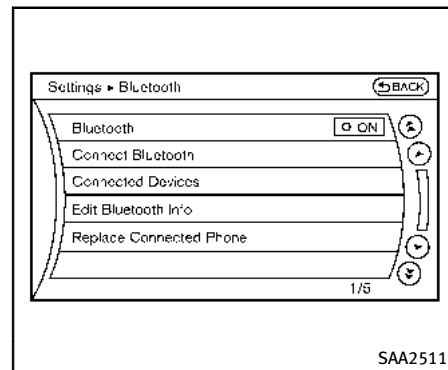 Settings ▸ Bluetooth
BACK
Bluetooth
ON
Connect Bluetooth
Connected Devices
Edit Bluetooth Info
Replace Connected Phone
1/5
SAA2511